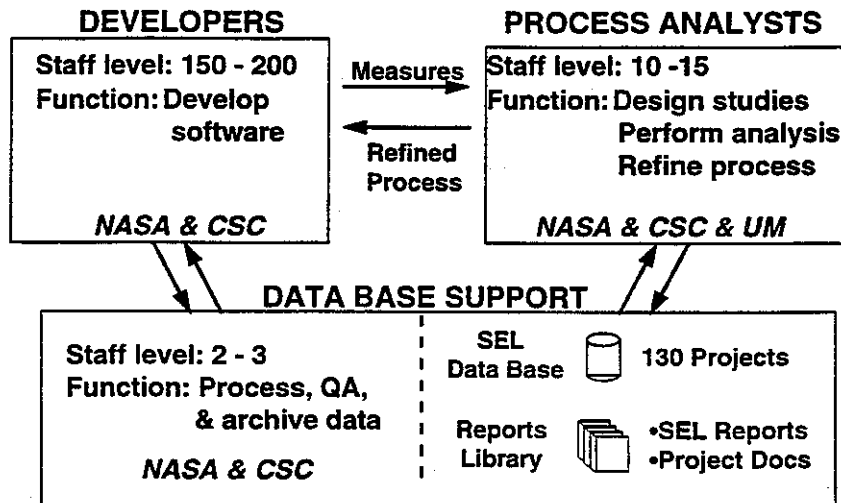 DEVELOPERS
Staff level: 150 - 200
Function: Develop
software
NASA & CSC
Measures
Refined
Process
PROCESS ANALYSTS
Staff level: 10 -15
Function: Design studies
Perform analysis
Refine process
NASA & CSC & UM
DATA BASE SUPPORT
Staff level: 2 - 3
Function: Process, QA,
& archive data
NASA & CSC
SEL
Data Base
130 Projects
Reports
Library
•SEL Reports
•Project Docs